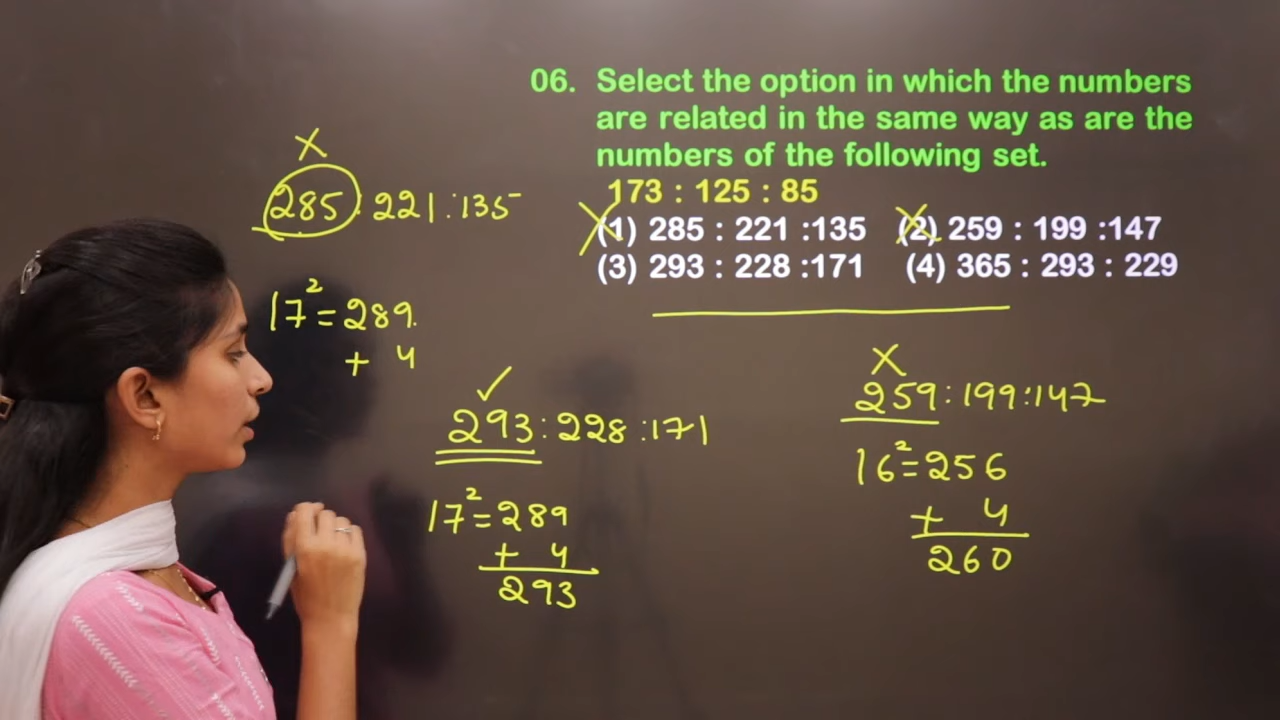 06. Select the option in which the numbers
are related in the same way as are the
numbers of the following set.
173 : 125 : 85
(1) 285 : 221 :135 (2) 259 : 199 :147
(3) 293 : 228 :171 (4) 365 : 293 : 229
X
285 : 221 : 135
17² = 289
+ 4
✓
293 : 228 : 171
17² = 289
+ 4
293
X
259 : 199 : 147
16² = 256
+ 4
260